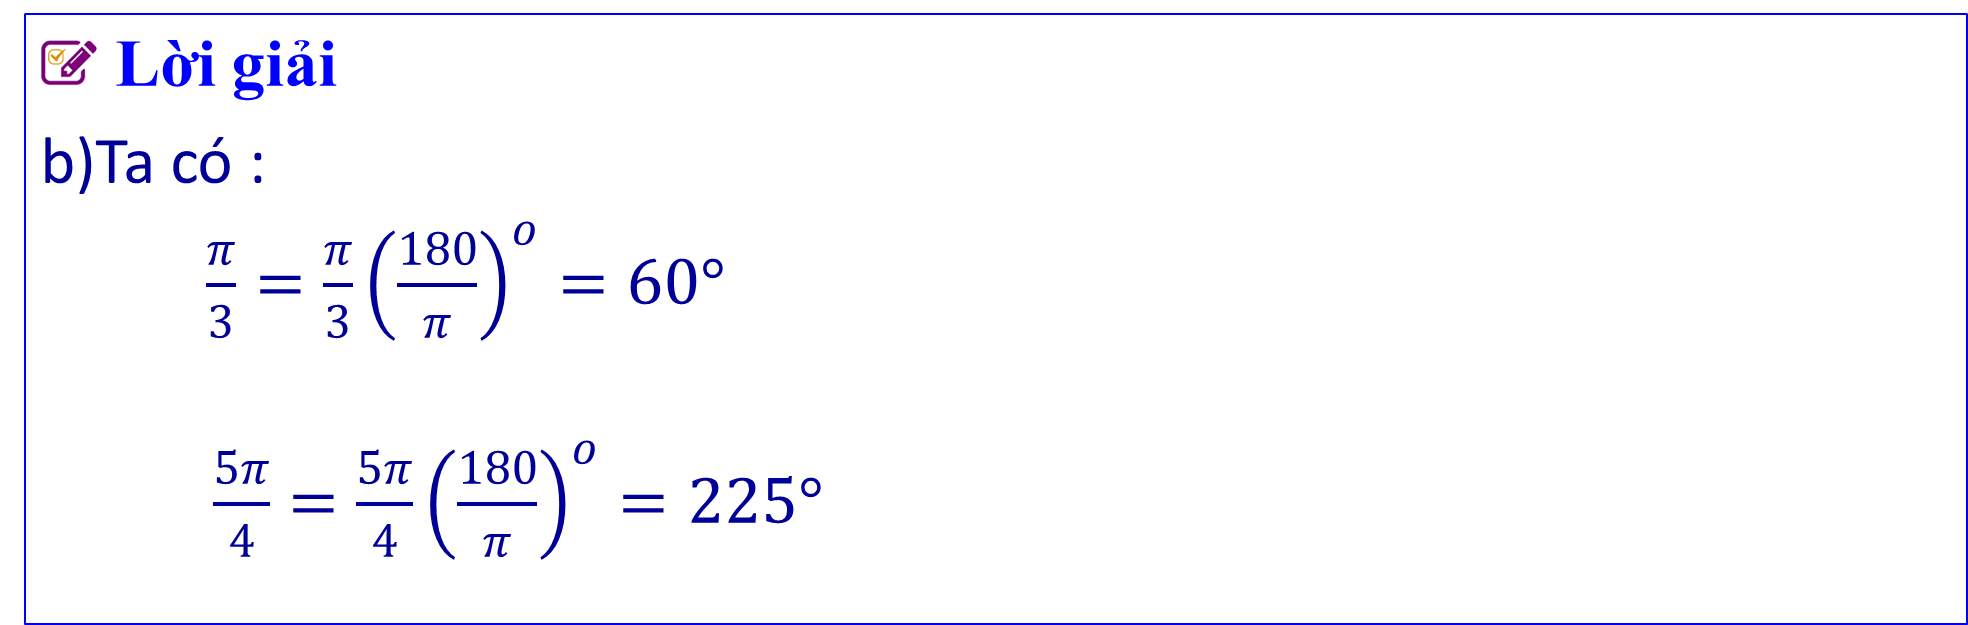 Lời giải
b)Ta có :
π/3 = π/3 (180/π)^o = 60°
5π/4 = 5π/4 (180/π)^o = 225°